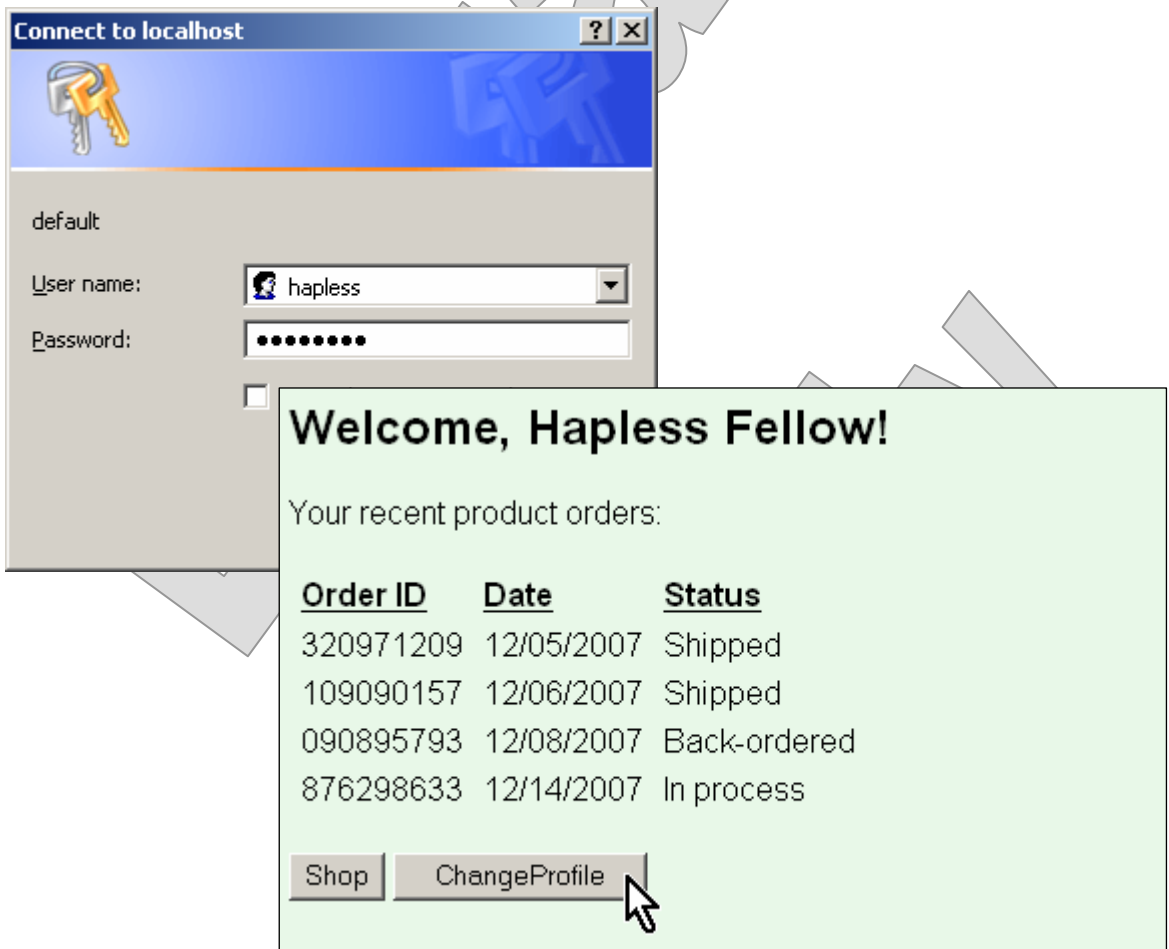 Connect to localhost
default
User name:
hapless
Password:
••••••••
Welcome, Hapless Fellow!
Your recent product orders:
Order ID Date Status
320971209 12/05/2007 Shipped
109090157 12/06/2007 Shipped
090895793 12/08/2007 Back-ordered
876298633 12/14/2007 In process
Shop ChangeProfile